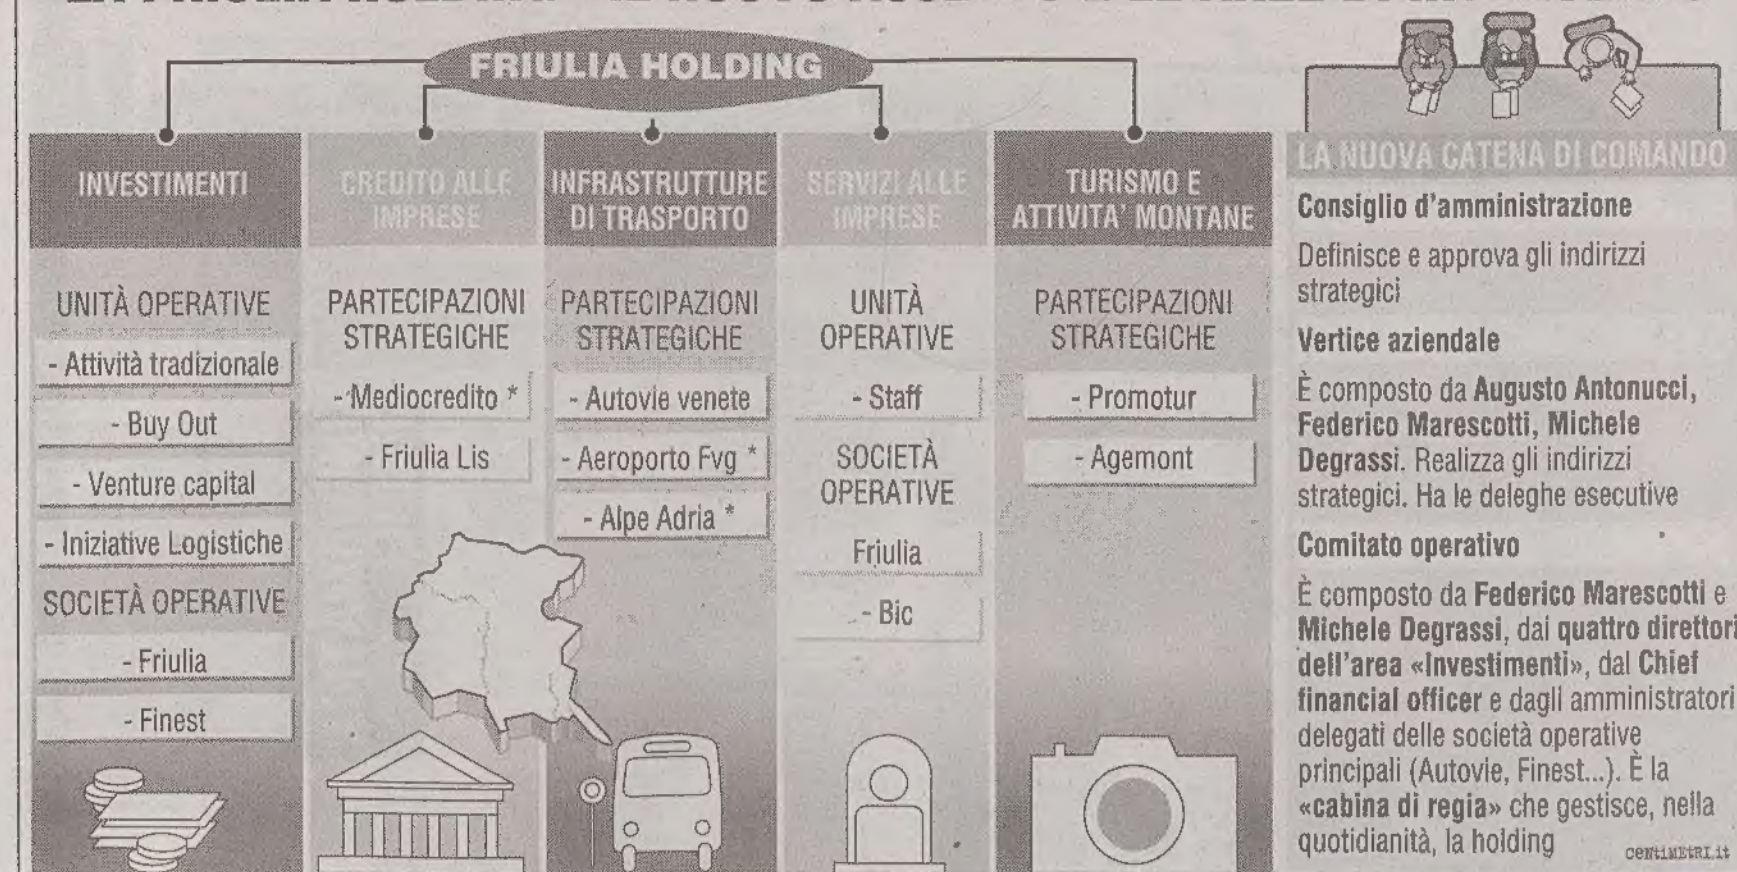 FRIULIA HOLDING
INVESTIMENTI
UNITÀ OPERATIVE
- Attività tradizionale
- Buy Out
- Venture capital
- Iniziative Logistiche
SOCIETÀ OPERATIVE
- Friulia
- Finest
CREDITO ALLE
IMPRESE
PARTECIPAZIONI
STRATEGICHE
- Mediocredito *
- Friulia Lis
INFRASTRUTTURE
DI TRASPORTO
PARTECIPAZIONI
STRATEGICHE
- Autovie venete
- Aeroporto Fvg *
- Alpe Adria *
SERVIZI ALLE
IMPRESE
UNITÀ
OPERATIVE
- Staff
SOCIETÀ
OPERATIVE
Friulia
- Bic
TURISMO E
ATTIVITA' MONTANE
PARTECIPAZIONI
STRATEGICHE
- Promotur
- Agemont
LA NUOVA CATENA DI COMANDO
Consiglio d'amministrazione
Definisce e approva gli indirizzi
strategici
Vertice aziendale
È composto da Augusto Antonucci,
Federico Marescotti, Michele
Degrassi. Realizza gli indirizzi
strategici. Ha le deleghe esecutive
Comitato operativo
È composto da Federico Marescotti e
Michele Degrassi, dai quattro direttori
dell'area «Investimenti», dal Chief
financial officer e dagli amministratori
delegati delle società operative
principali (Autovie, Finest...). È la
«cabina di regia» che gestisce, nella
quotidianità, la holding
CENTIMETRI.it